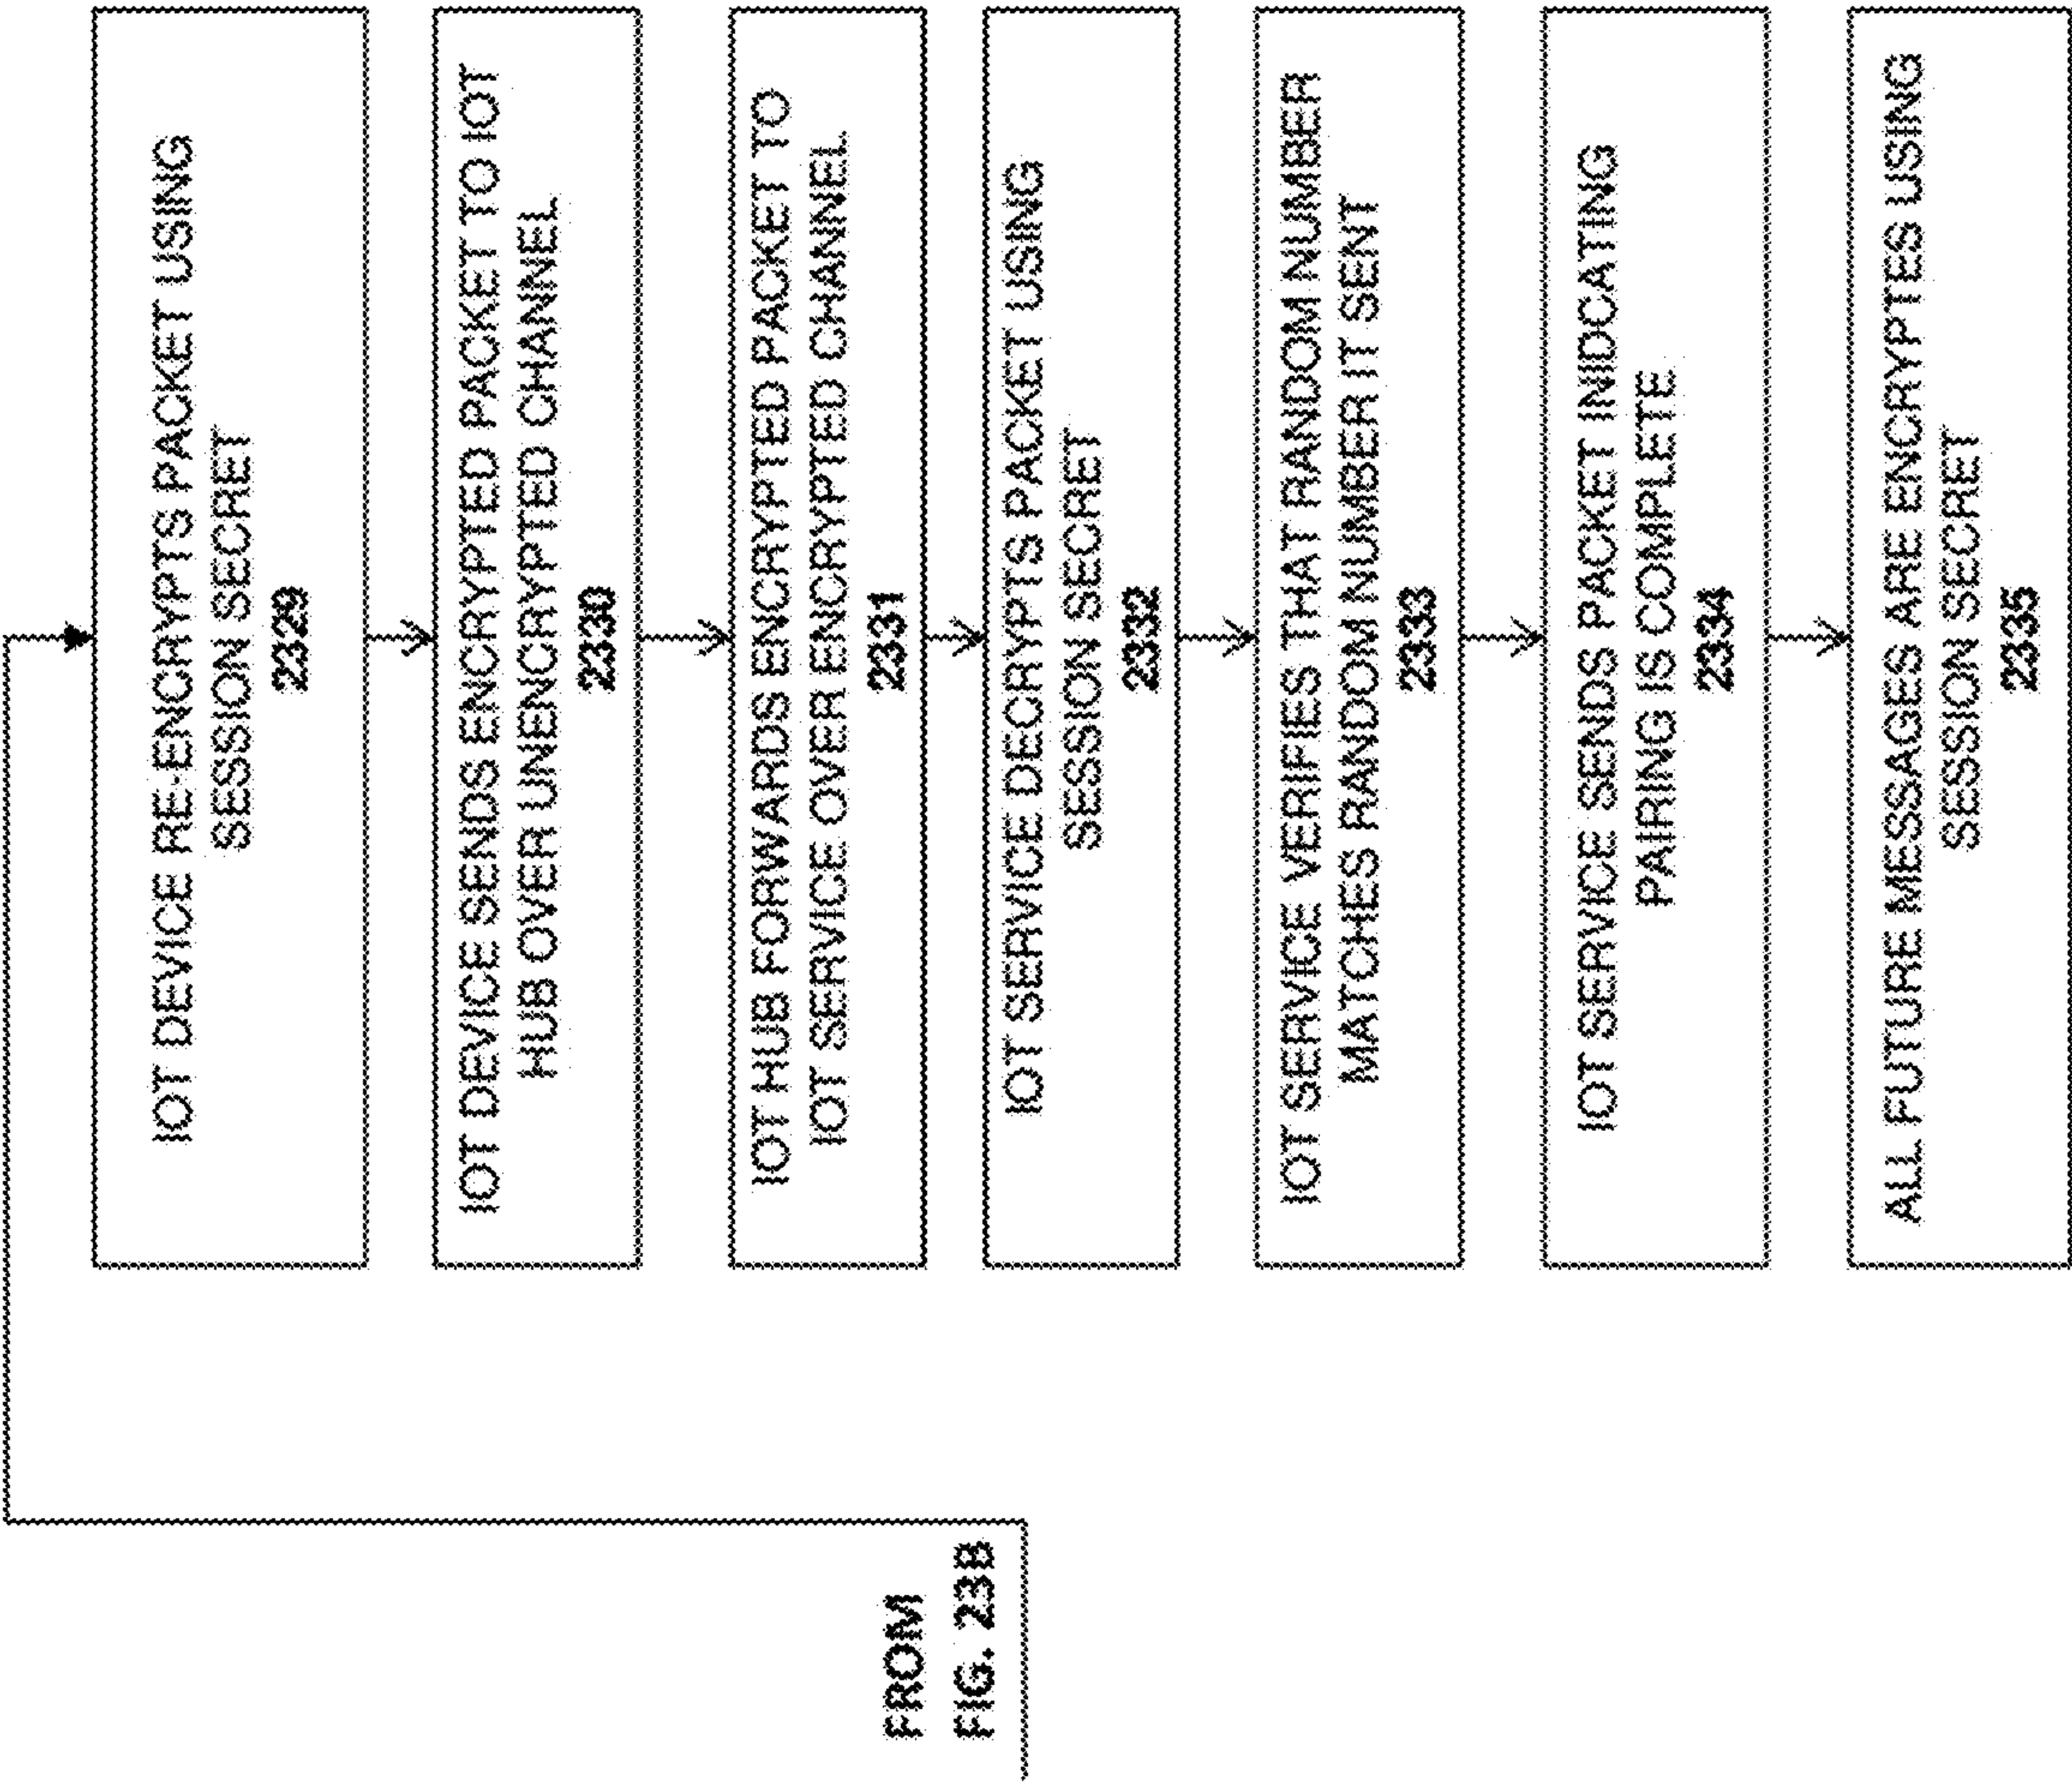 FROM
FIG. 23B
IOT DEVICE RE-ENCRYPTS PACKET USING
SESSION SECRET
2329
IOT DEVICE SENDS ENCRYPTED PACKET TO IOT
HUB OVER UNENCRYPTED CHANNEL
2330
IOT HUB FORWARDS ENCRYPTED PACKET TO
IOT SERVICE OVER ENCRYPTED CHANNEL
2331
IOT SERVICE DECRYPTS PACKET USING
SESSION SECRET
2332
IOT SERVICE VERIFIES THAT RANDOM NUMBER
MATCHES RANDOM NUMBER IT SENT
2333
IOT SERVICE SENDS PACKET INIDCATING
PAIRING IS COMPLETE
2334
ALL FUTURE MESSAGES ARE ENCRYPTES USING
SESSION SECRET
2335